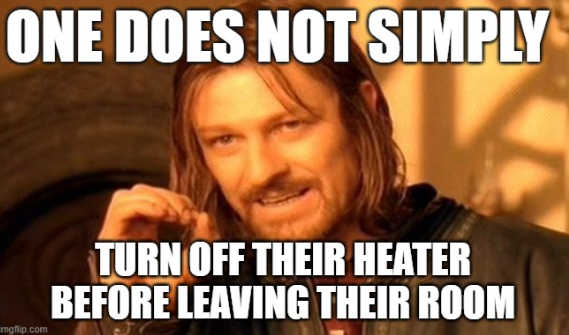 ONE DOES NOT SIMPLY
TURN OFF THEIR HEATER
BEFORE LEAVING THEIR ROOM
imgflip.com